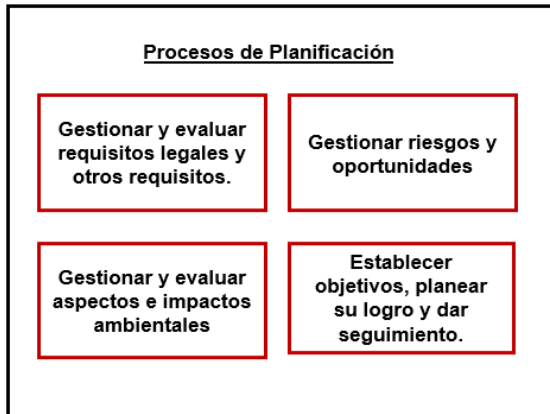 Procesos de Planificación
Gestionar y evaluar
requisitos legales y
otros requisitos.
Gestionar riesgos y
oportunidades
Gestionar y evaluar
aspectos e impactos
ambientales
Establecer
objetivos, planear
su logro y dar
seguimiento.